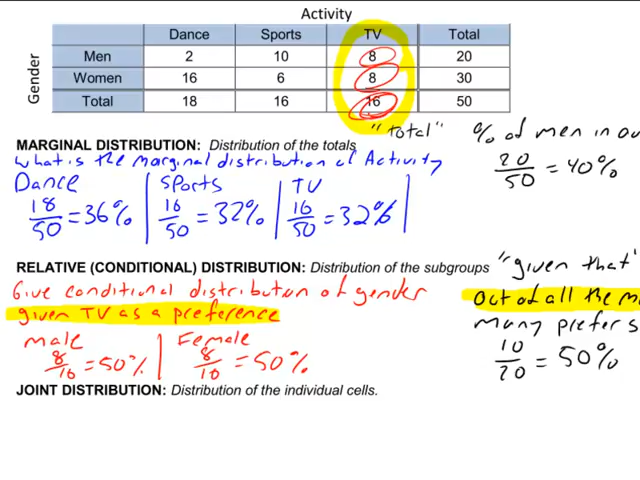 Activity
Gender
Dance Sports TV Total
Men 2 10 8 20
Women 16 6 8 30
Total 18 16 16 50
"total"
% of men in ou
20/50 = 40%
MARGINAL DISTRIBUTION: Distribution of the totals
What is the marginal distribution of Activity
Dance Sports TV
18/50 = 36% 16/50 = 32% 16/50 = 32%
RELATIVE (CONDITIONAL) DISTRIBUTION: Distribution of the subgroups
"given that"
Give conditional distribution of gender
given TV as a preference
out of all the m
many prefer s
10/20 = 50%
male Female
8/16 = 50% 8/16 = 50%
JOINT DISTRIBUTION: Distribution of the individual cells.